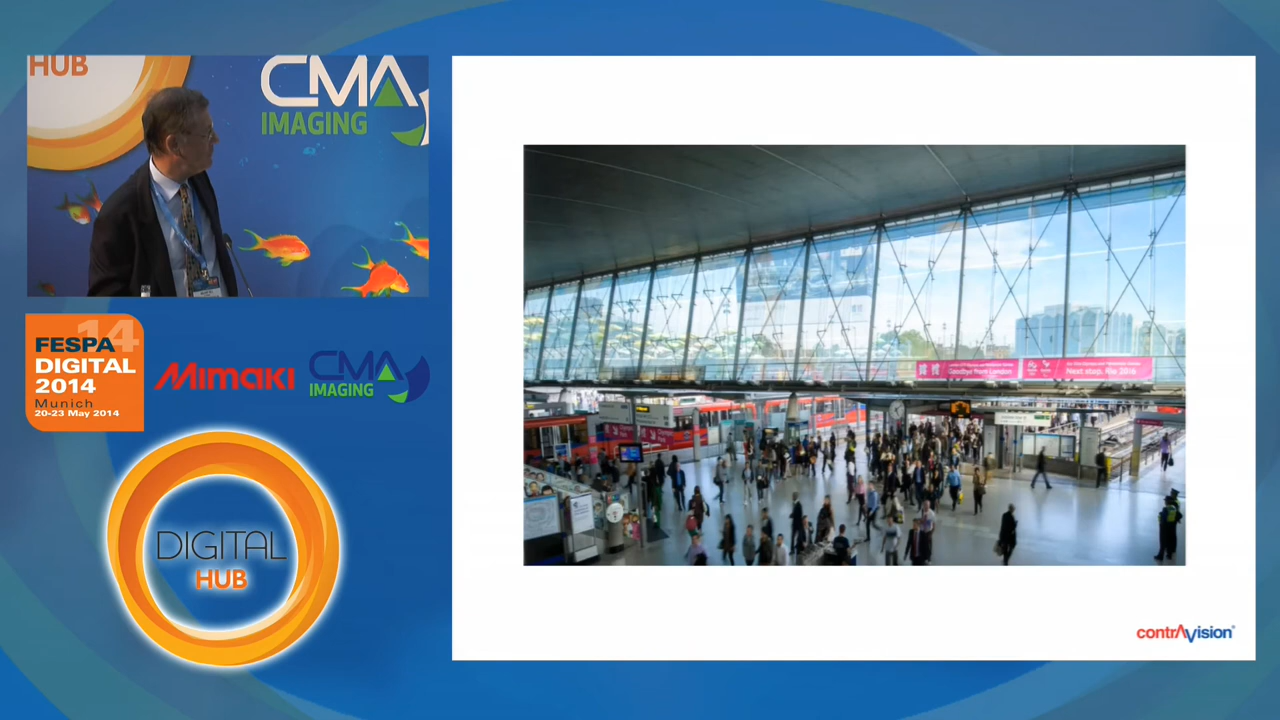 HUB
CMA
IMAGING
14
FESPA
DIGITAL
2014
Munich
20-23 May 2014
Mimaki
CMA
IMAGING
DIGITAL
HUB
Goodbye from London
Next stop, Rio 2016
contrAvision®